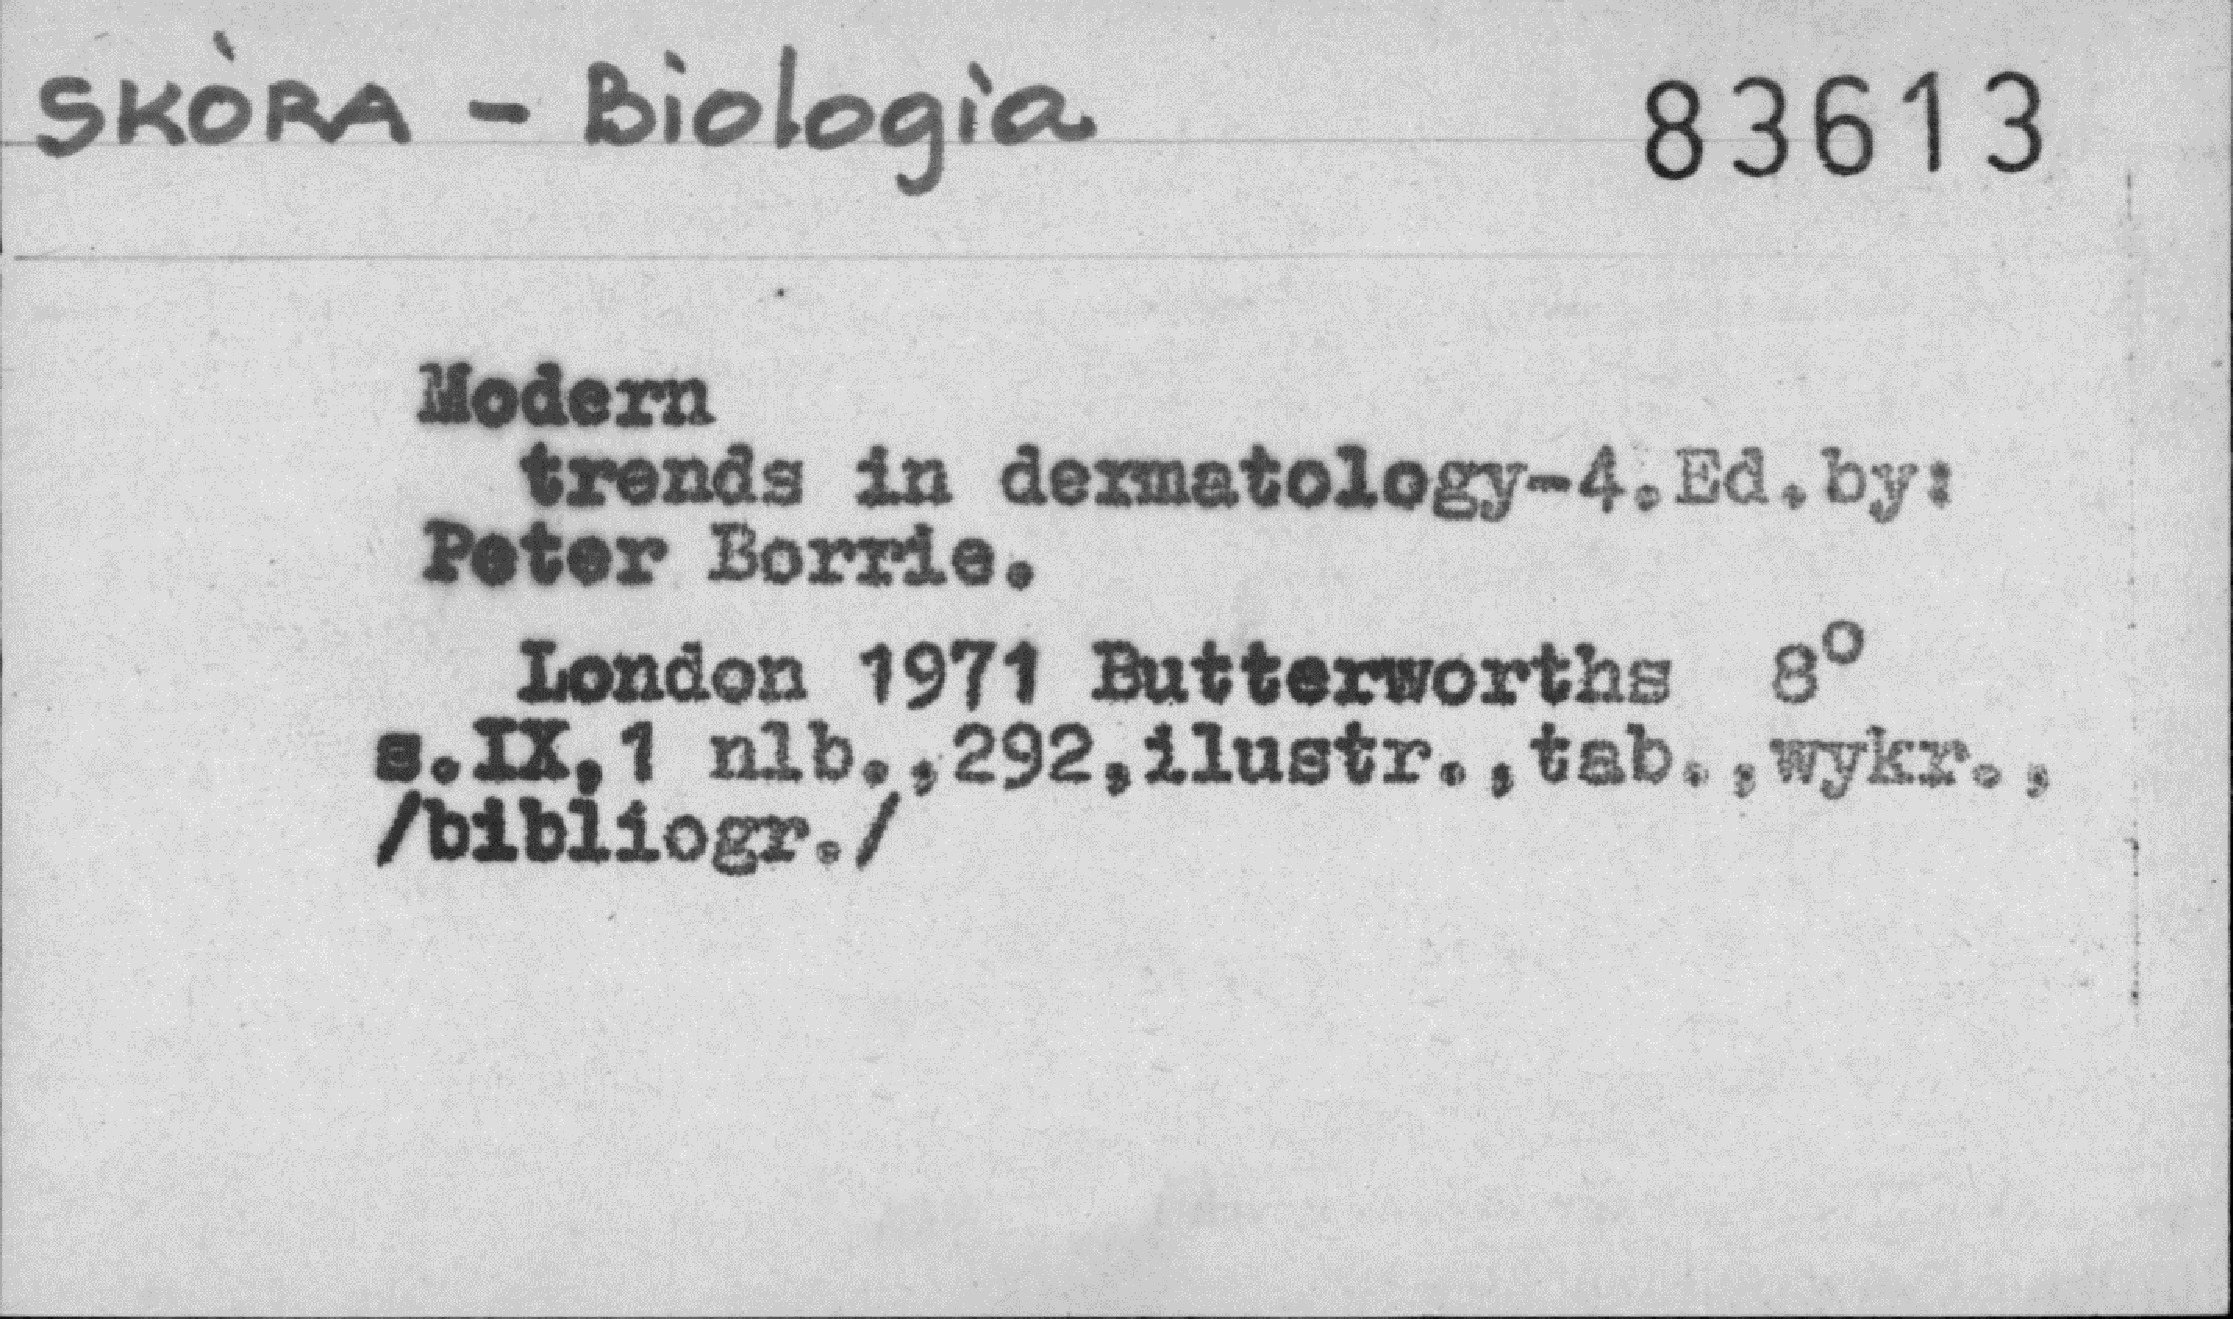 SKÓRA - Biologia 83613
Modern
trends in dermatology-4.Ed.by:
Peter Borrie.
London 1971 Butterworths 8°
s.IX,1 nlb.,292,ilustr.,tab.,wykr.,
/bibliogr./